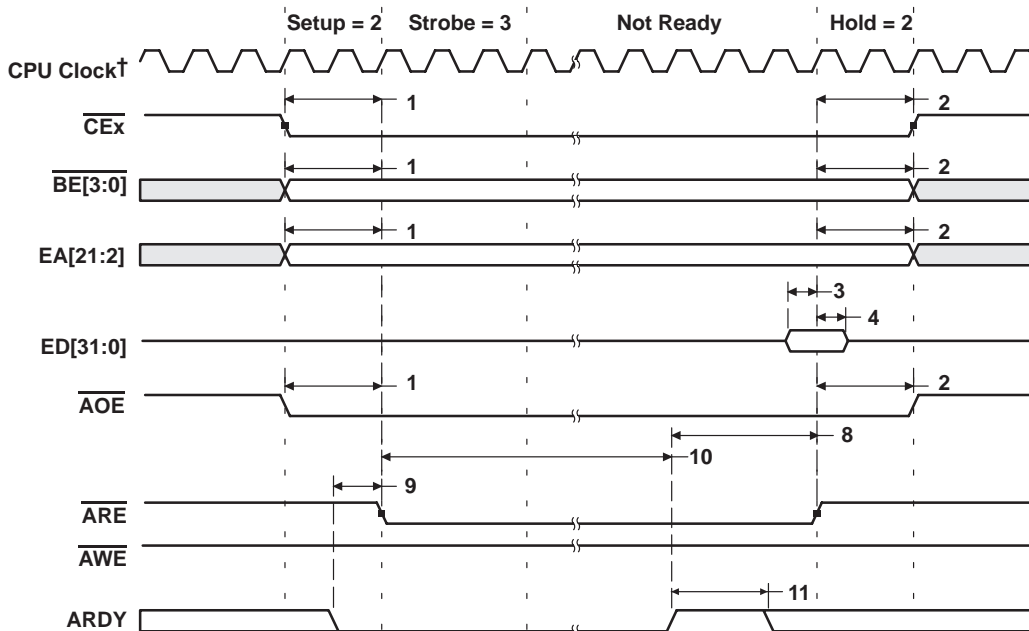 Setup = 2 Strobe = 3 Not Ready Hold = 2
CPU Clock†
1 2
CEx
1 2
BE[3:0]
1 2
EA[21:2]
3
4
ED[31:0]
1 2
AOE
8
10
9
ARE
AWE
11
ARDY